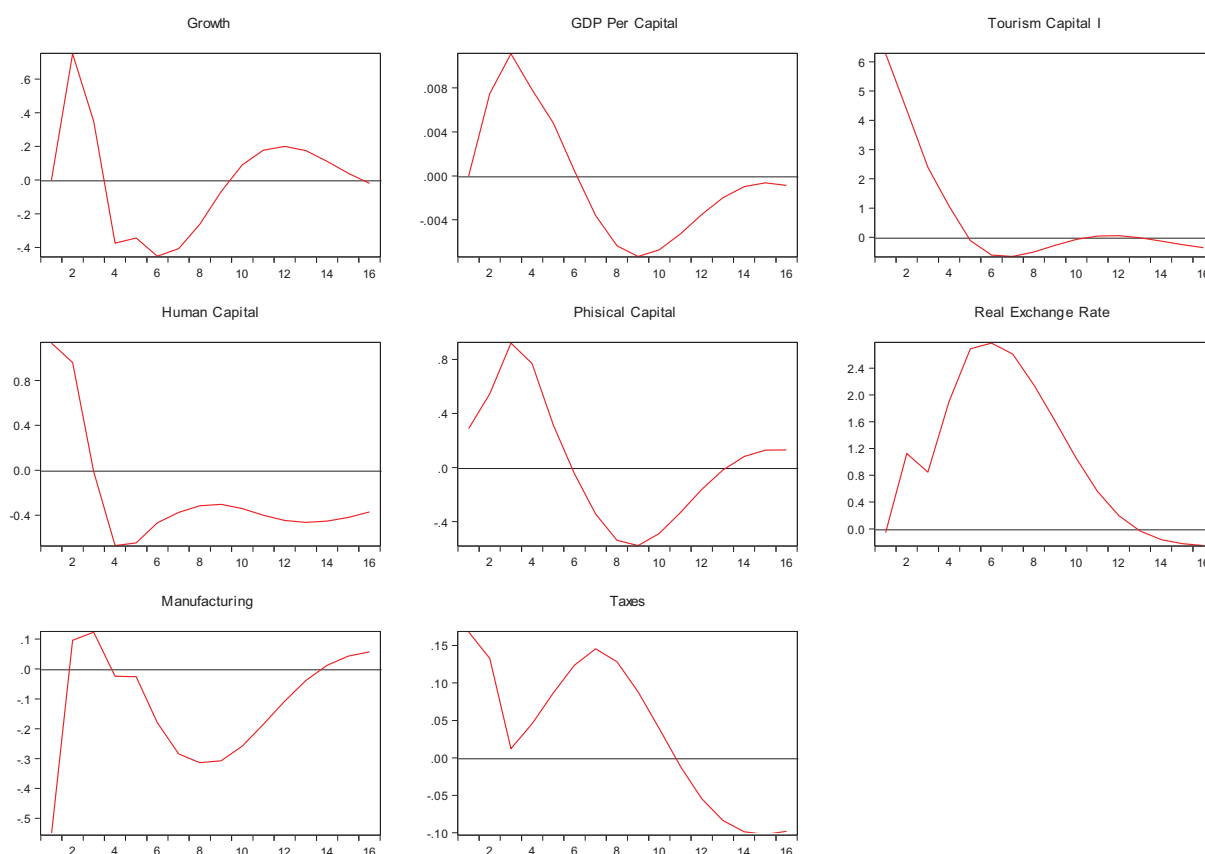 Growth
.6
.4
.2
.0
-.2
-.4
2 4 6 8 10 12 14 16
GDP Per Capital
.008
.004
.000
-.004
2 4 6 8 10 12 14 16
Tourism Capital I
6
5
4
3
2
1
0
2 4 6 8 10 12 14 16
Human Capital
0.8
0.4
0.0
-0.4
2 4 6 8 10 12 14 16
Phisical Capital
.8
.4
.0
-.4
2 4 6 8 10 12 14 16
Real Exchange Rate
2.4
2.0
1.6
1.2
0.8
0.4
0.0
2 4 6 8 10 12 14 16
Manufacturing
.1
.0
-.1
-.2
-.3
-.4
-.5
2 4 6 8 10 12 14 16
Taxes
.15
.10
.05
.00
-.05
-.10
2 4 6 8 10 12 14 16